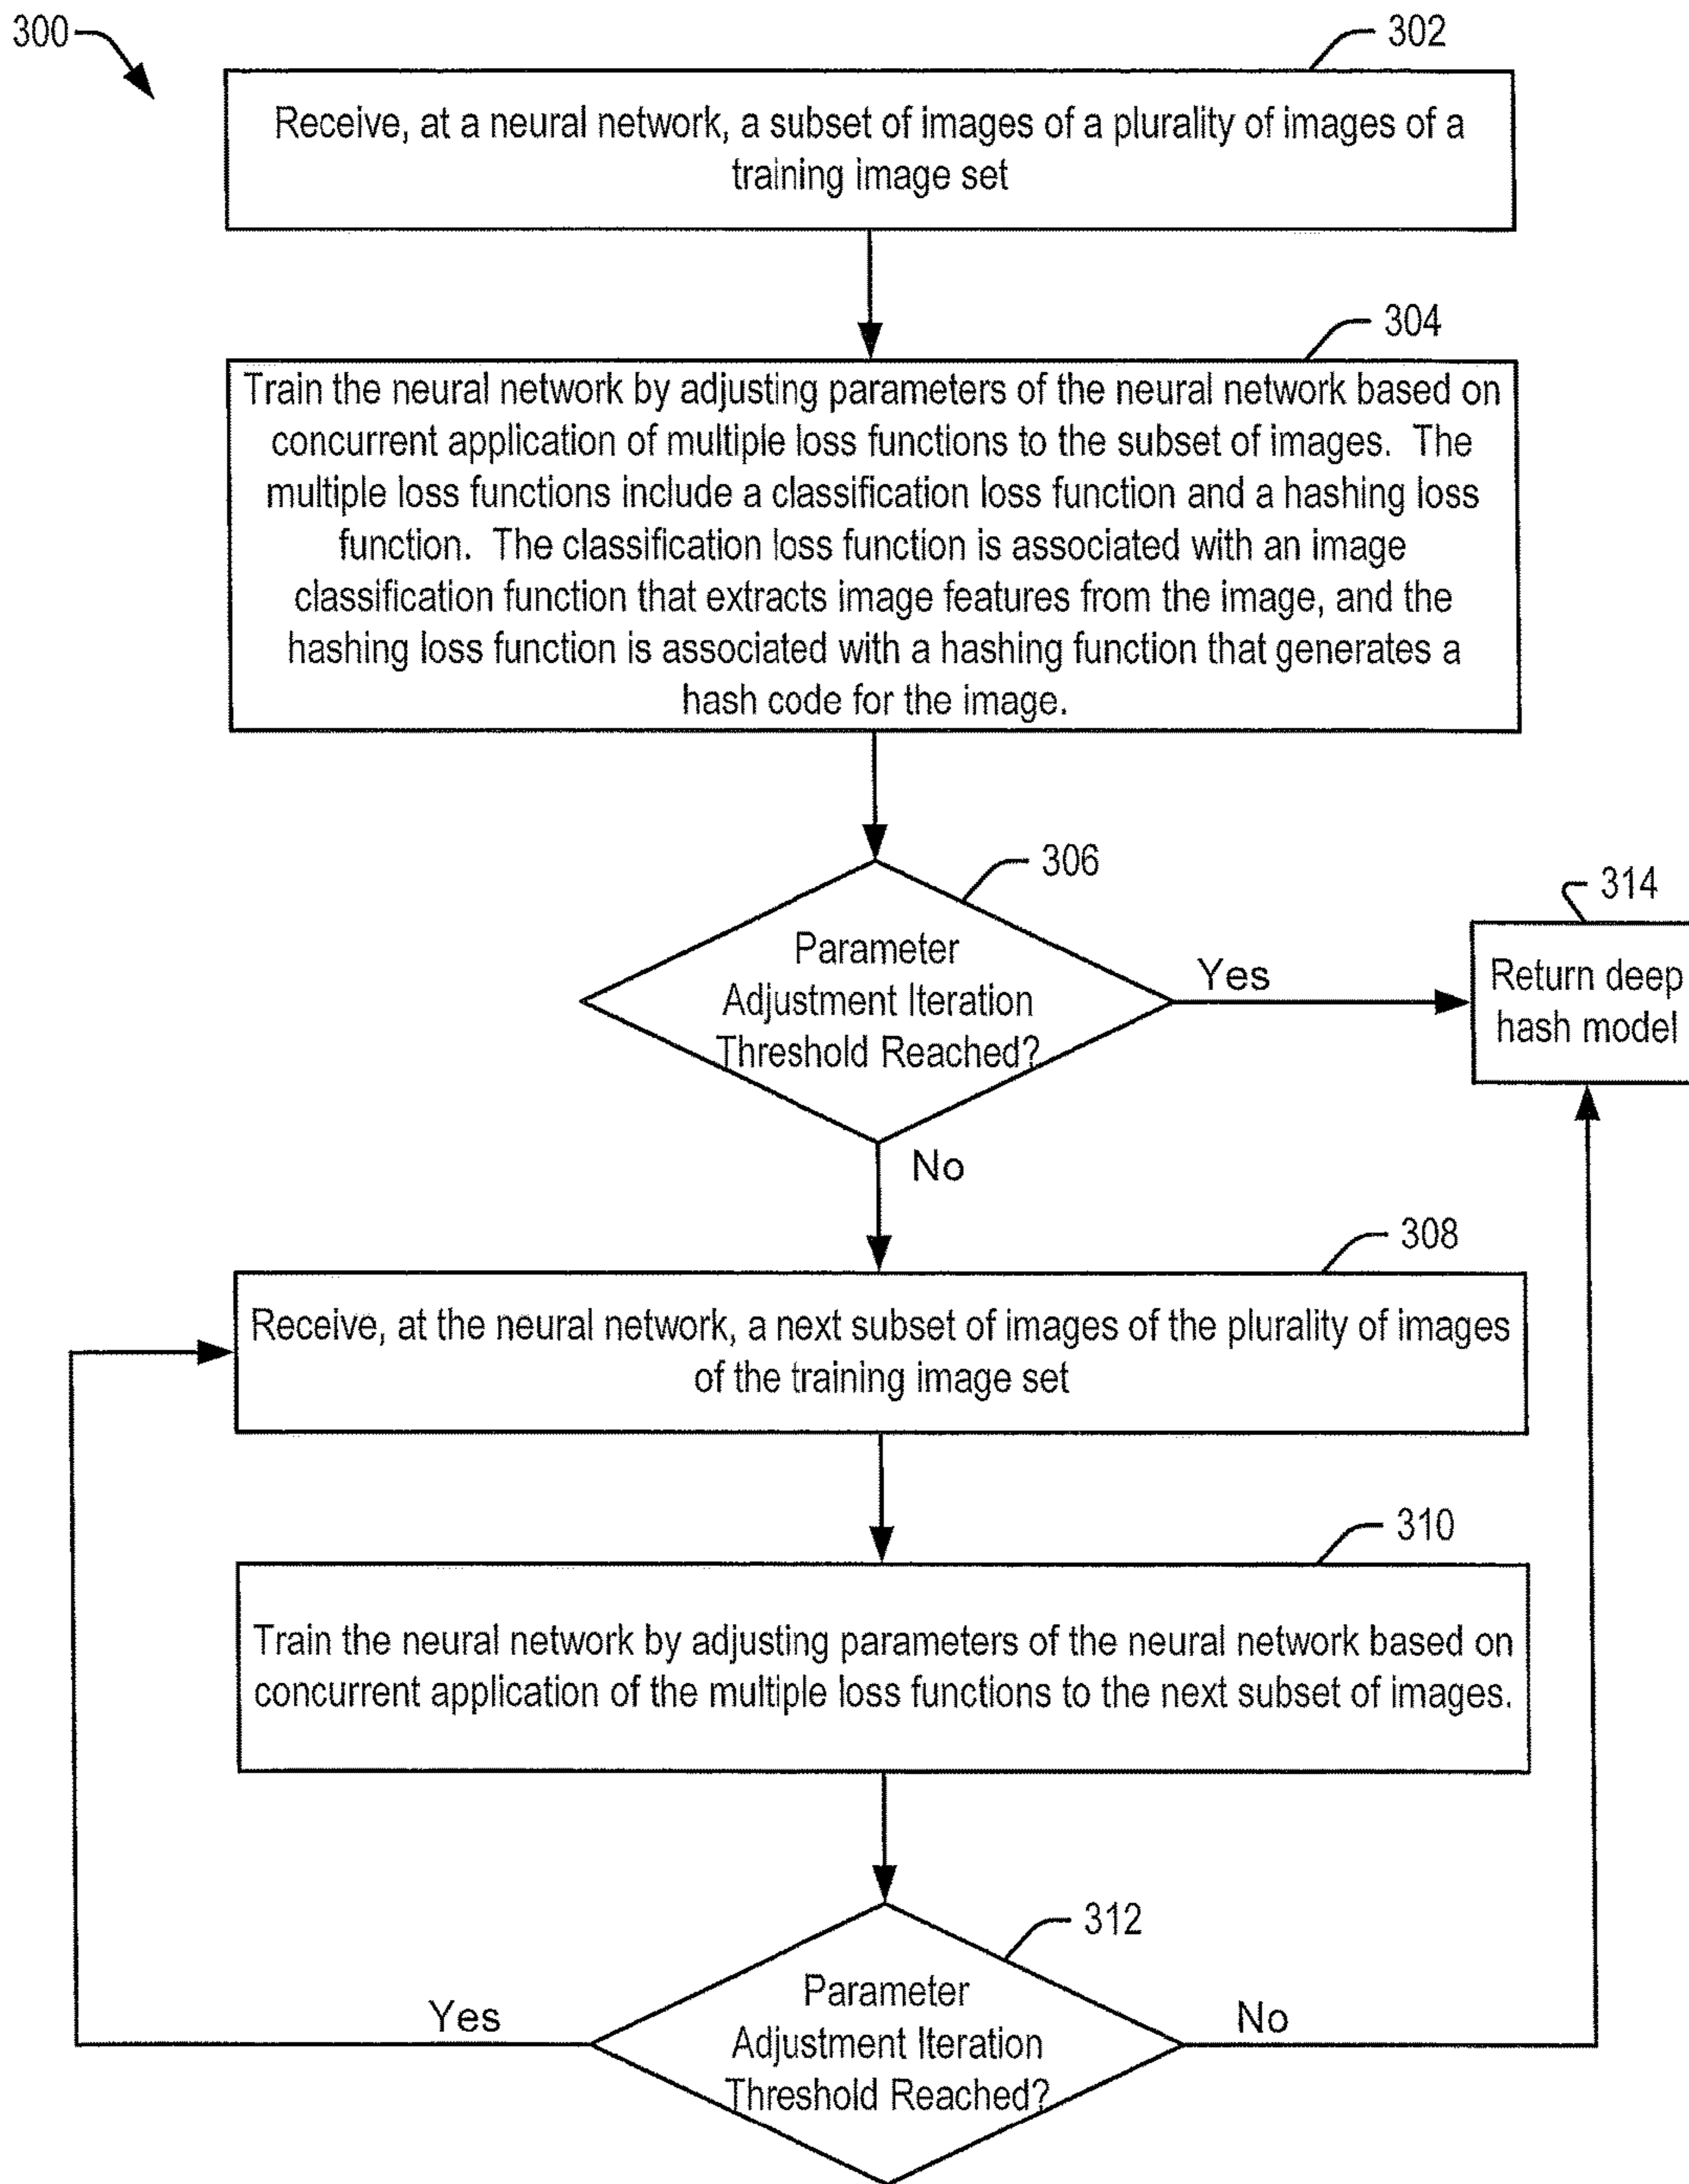 300
302
Receive, at a neural network, a subset of images of a plurality of images of a
training image set
304
Train the neural network by adjusting parameters of the neural network based on
concurrent application of multiple loss functions to the subset of images. The
multiple loss functions include a classification loss function and a hashing loss
function. The classification loss function is associated with an image
classification function that extracts image features from the image, and the
hashing loss function is associated with a hashing function that generates a
hash code for the image.
306
Parameter
Adjustment Iteration
Threshold Reached?
Yes
314
Return deep
hash model
No
308
Receive, at the neural network, a next subset of images of the plurality of images
of the training image set
310
Train the neural network by adjusting parameters of the neural network based on
concurrent application of the multiple loss functions to the next subset of images.
312
Parameter
Adjustment Iteration
Threshold Reached?
Yes
No